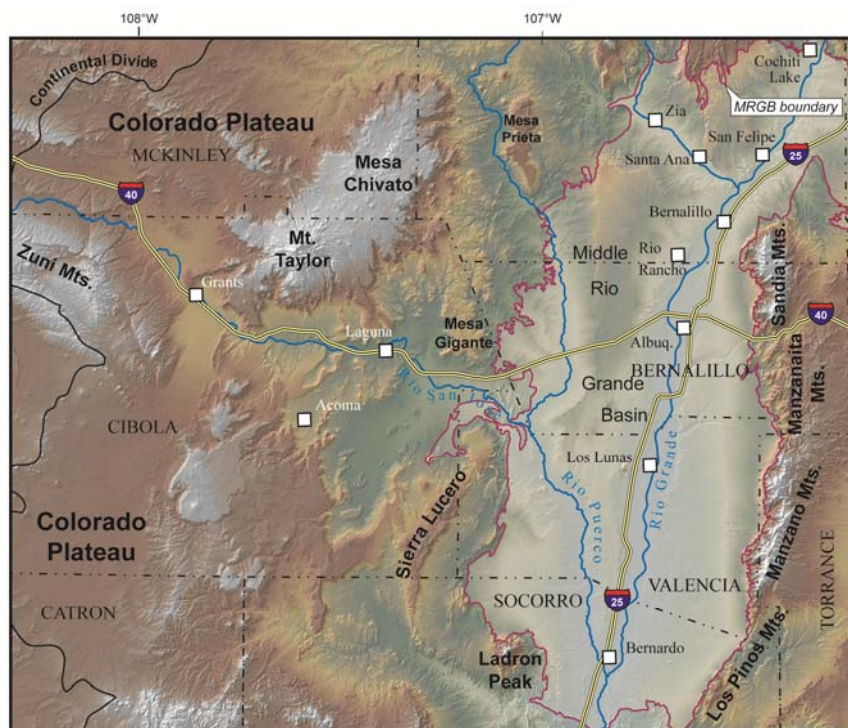 108°W
107°W
Continental Divide
Cochiti
Lake
MRGB boundary
Colorado Plateau
MCKINLEY
Mesa
Prieta
Zia
San Felipe
Santa Ana
25
Mesa
Chivato
40
Bernalillo
Mt.
Taylor
Zuni Mts.
Middle
Rio
Rio
Rancho
Rio
Sandia Mts.
Grants
Mesa
Gigante
40
Laguna
Albuq.
BERNALILLO
Grande
Basin
Manzanaita
Mts.
Rio San Jose
Acoma
CIBOLA
Los Lunas
Rio Grande
Rio Puerco
Sierra Lucero
Manzano Mts.
Colorado
Plateau
TORRANCE
CATRON
SOCORRO
25
VALENCIA
Bernardo
Ladron
Peak
Los Pinos Mts.